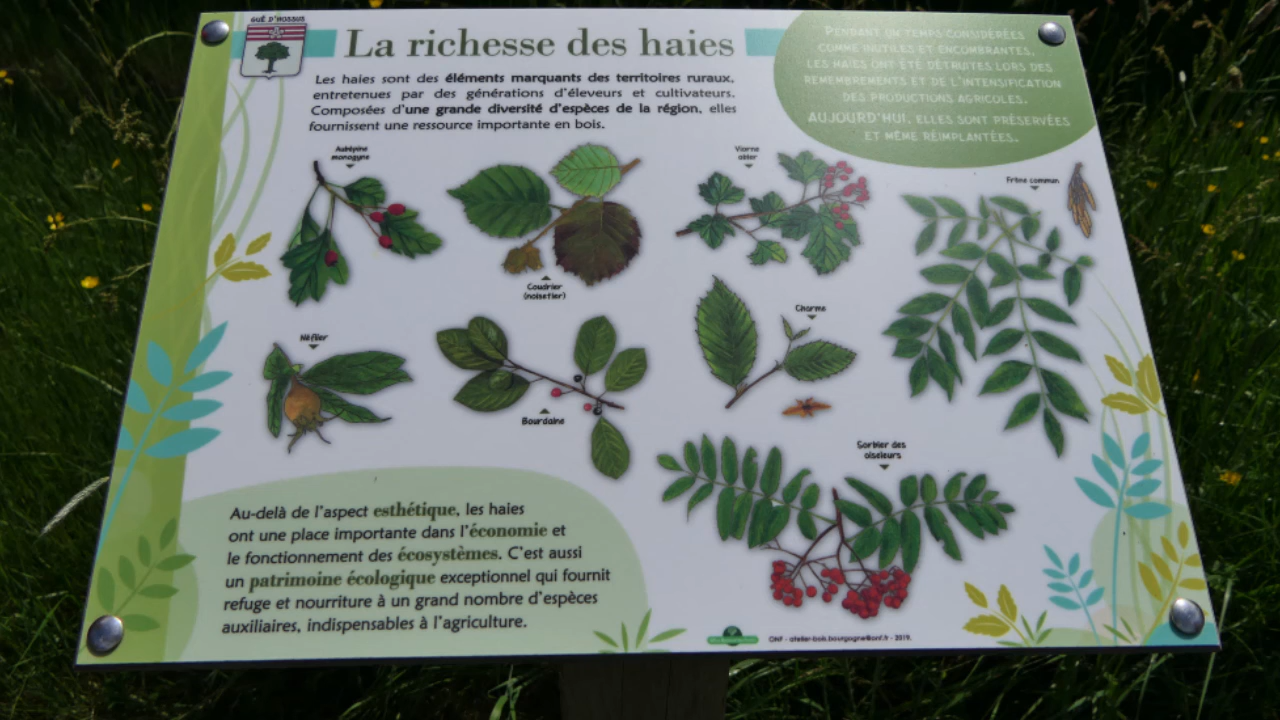 GUÉ D'HOSSUS
La richesse des haies
Les haies sont des éléments marquants des territoires ruraux,
entretenues par des générations d'éleveurs et cultivateurs.
Composées d'une grande diversité d'espèces de la région, elles
fournissent une ressource importante en bois.
PENDANT UN TEMPS CONSIDÉRÉES
COMME INUTILES ET ENCOMBRANTES,
LES HAIES ONT ÉTÉ DÉTRUITES LORS DES
REMEMBREMENTS ET DE L'INTENSIFICATION
DES PRODUCTIONS AGRICOLES.
AUJOURD'HUI, ELLES SONT PRÉSERVÉES
ET MÊME RÉIMPLANTÉES.
Aubépine
monogyne
Coudrier
(noisetier)
Viorne
obier
Frêne commun
Néflier
Bourdaine
Charme
Sorbier des
oiseleurs
Au-delà de l'aspect esthétique, les haies
ont une place importante dans l'économie et
le fonctionnement des écosystèmes. C'est aussi
un patrimoine écologique exceptionnel qui fournit
refuge et nourriture à un grand nombre d'espèces
auxiliaires, indispensables à l'agriculture.
ONF - atelier-bois.bourgogne@onf.fr - 2019.